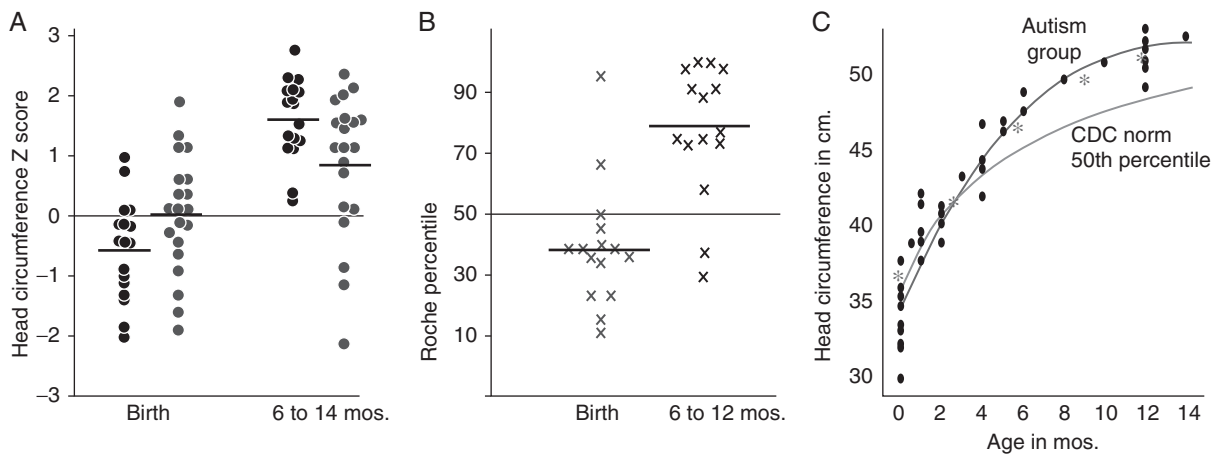 A
Head circumference Z score
3
2
1
0
−1
−2
−3
Birth
6 to 14 mos.
B
Roche percentile
90
70
50
30
10
Birth
6 to 12 mos.
C
Head circumference in cm.
50
45
40
35
30
Autism
group
CDC norm
50th percentile
0 2 4 6 8 10 12 14
Age in mos.